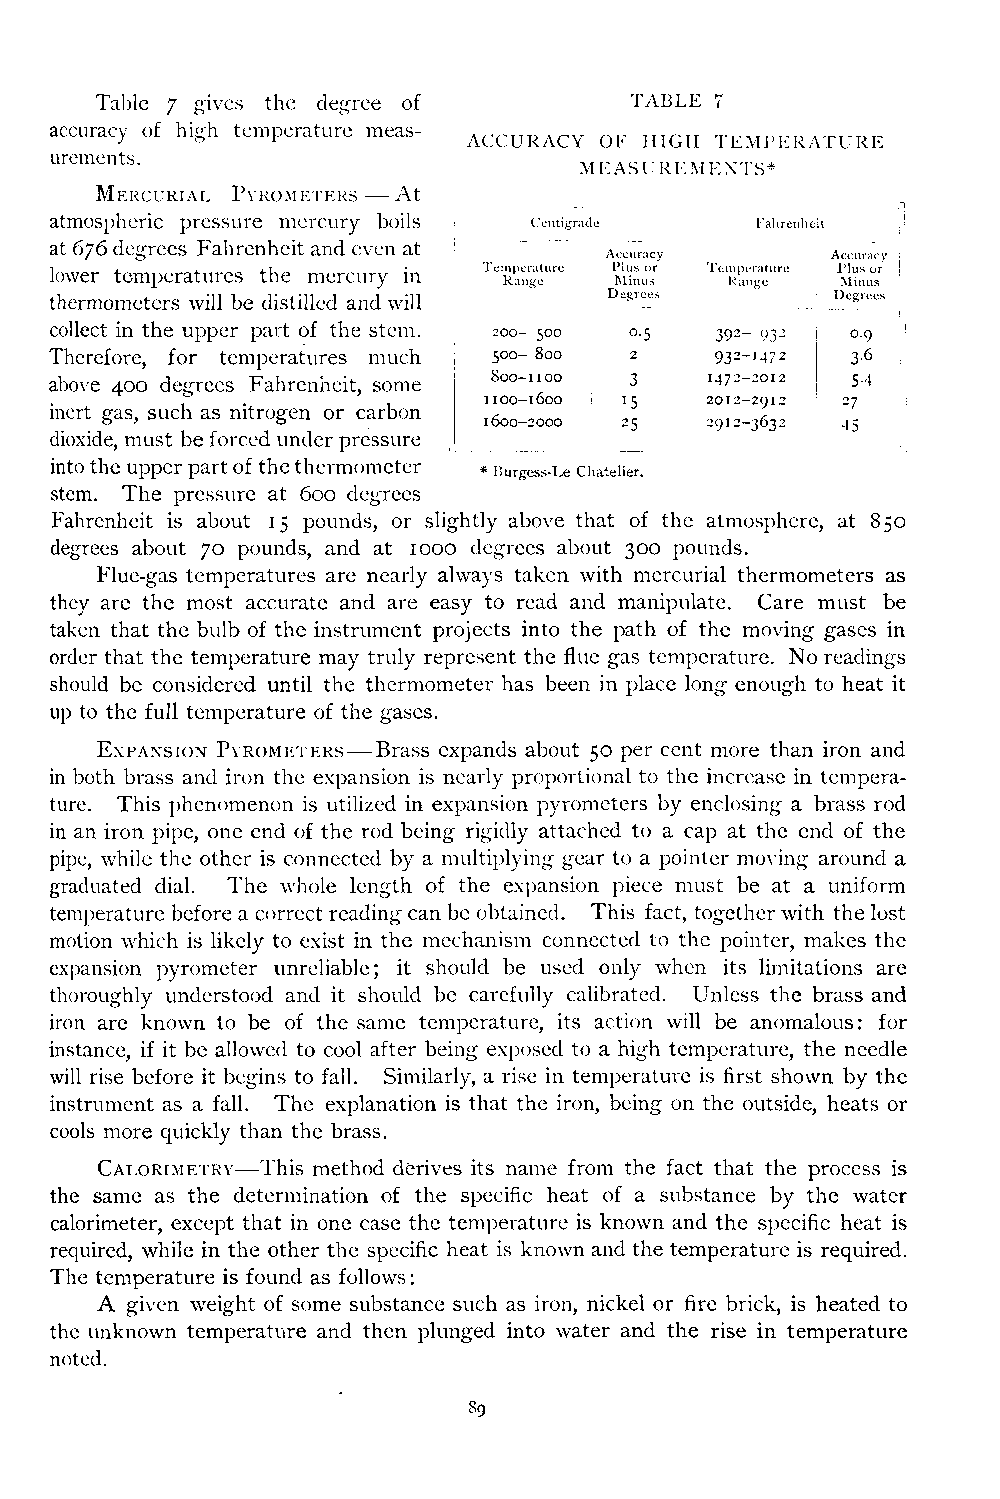 Table 7 gives the degree of
accuracy of high temperature meas-
urements.
MERCURIAL PYROMETERS — At
atmospheric pressure mercury boils
at 676 degrees Fahrenheit and even at
lower temperatures the mercury in
thermometers will be distilled and will
collect in the upper part of the stem.
Therefore, for temperatures much
above 400 degrees Fahrenheit, some
inert gas, such as nitrogen or carbon
dioxide, must be forced under pressure
into the upper part of the thermometer
stem. The pressure at 600 degrees
TABLE 7
ACCURACY OF HIGH TEMPERATURE
MEASUREMENTS*
Centigrade Fahrenheit
Temperature Range Accuracy Plus or Minus Degrees Temperature Range Accuracy Plus or Minus Degrees
200– 500 0.5 392– 932 0.9
500– 800 2 932–1472 3.6
800–1100 3 1472–2012 5.4
1100–1600 15 2012–2912 27
1600–2000 25 2912–3632 45
* Burgess-Le Chatelier.
Fahrenheit is about 15 pounds, or slightly above that of the atmosphere, at 850
degrees about 70 pounds, and at 1000 degrees about 300 pounds.
Flue-gas temperatures are nearly always taken with mercurial thermometers as
they are the most accurate and are easy to read and manipulate. Care must be
taken that the bulb of the instrument projects into the path of the moving gases in
order that the temperature may truly represent the flue gas temperature. No readings
should be considered until the thermometer has been in place long enough to heat it
up to the full temperature of the gases.
EXPANSION PYROMETERS—Brass expands about 50 per cent more than iron and
in both brass and iron the expansion is nearly proportional to the increase in tempera-
ture. This phenomenon is utilized in expansion pyrometers by enclosing a brass rod
in an iron pipe, one end of the rod being rigidly attached to a cap at the end of the
pipe, while the other is connected by a multiplying gear to a pointer moving around a
graduated dial. The whole length of the expansion piece must be at a uniform
temperature before a correct reading can be obtained. This fact, together with the lost
motion which is likely to exist in the mechanism connected to the pointer, makes the
expansion pyrometer unreliable; it should be used only when its limitations are
thoroughly understood and it should be carefully calibrated. Unless the brass and
iron are known to be of the same temperature, its action will be anomalous: for
instance, if it be allowed to cool after being exposed to a high temperature, the needle
will rise before it begins to fall. Similarly, a rise in temperature is first shown by the
instrument as a fall. The explanation is that the iron, being on the outside, heats or
cools more quickly than the brass.
CALORIMETRY—This method derives its name from the fact that the process is
the same as the determination of the specific heat of a substance by the water
calorimeter, except that in one case the temperature is known and the specific heat is
required, while in the other the specific heat is known and the temperature is required.
The temperature is found as follows:
A given weight of some substance such as iron, nickel or fire brick, is heated to
the unknown temperature and then plunged into water and the rise in temperature
noted.
89